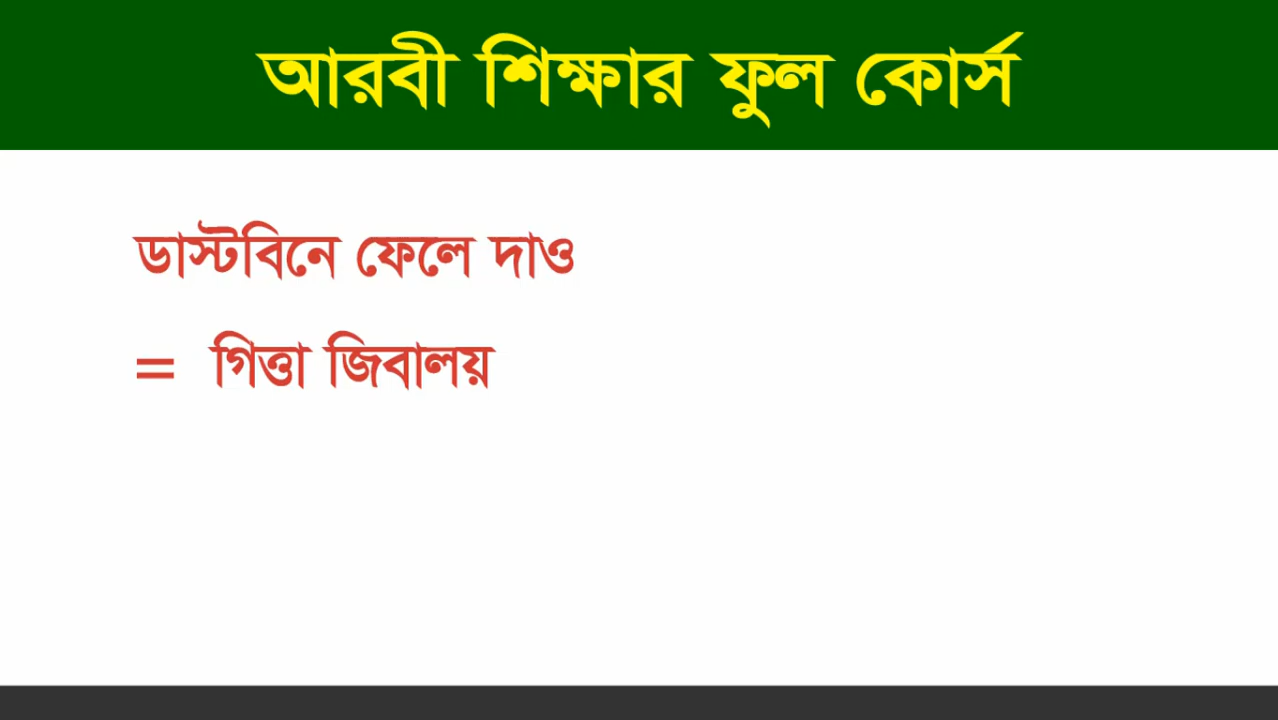 আরবী শিক্ষার ফুল কোর্স
ডাস্টবিনে ফেলে দাও
= গিত্তা জিবালয়